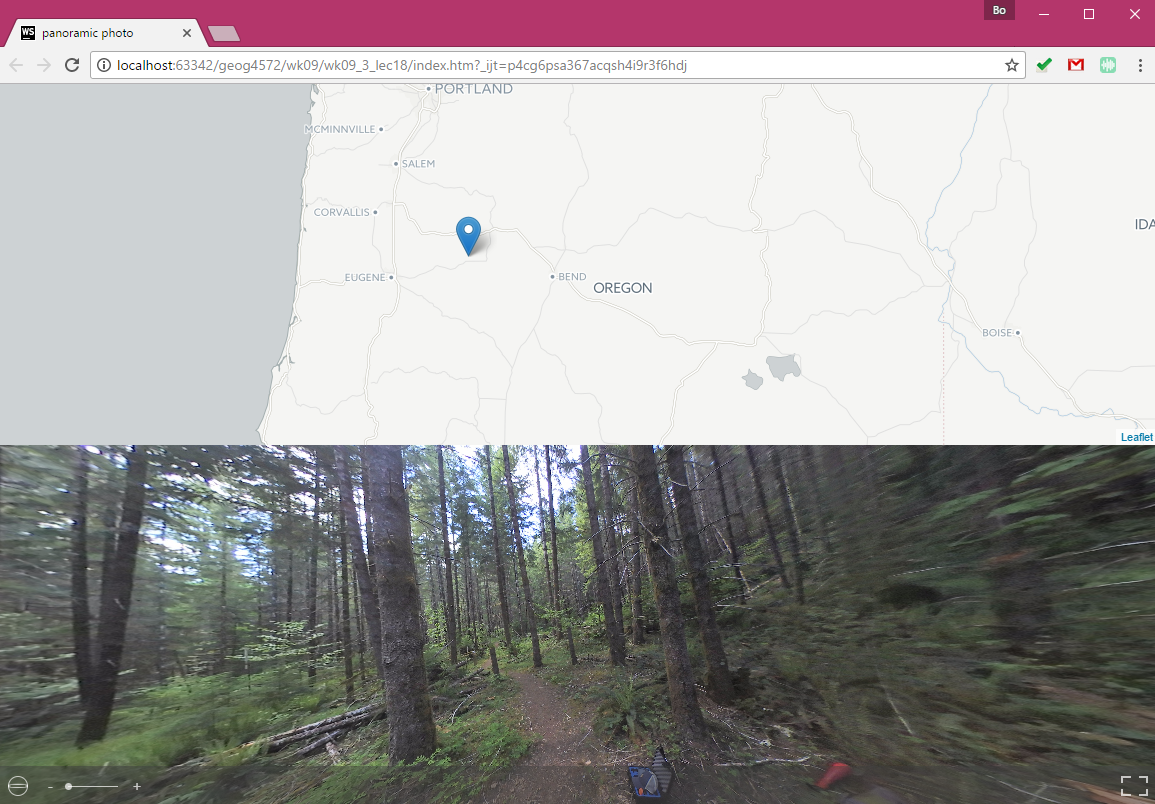 Bo
WS panoramic photo
localhost:63342/geog4572/wk09/wk09_3_lec18/index.htm?_ijt=p4cg6psa367acqsh4i9r3f6hdj
PORTLAND
MCMINNVILLE
SALEM
CORVALLIS
IDA
EUGENE
BEND
OREGON
BOISE
Leaflet
- +